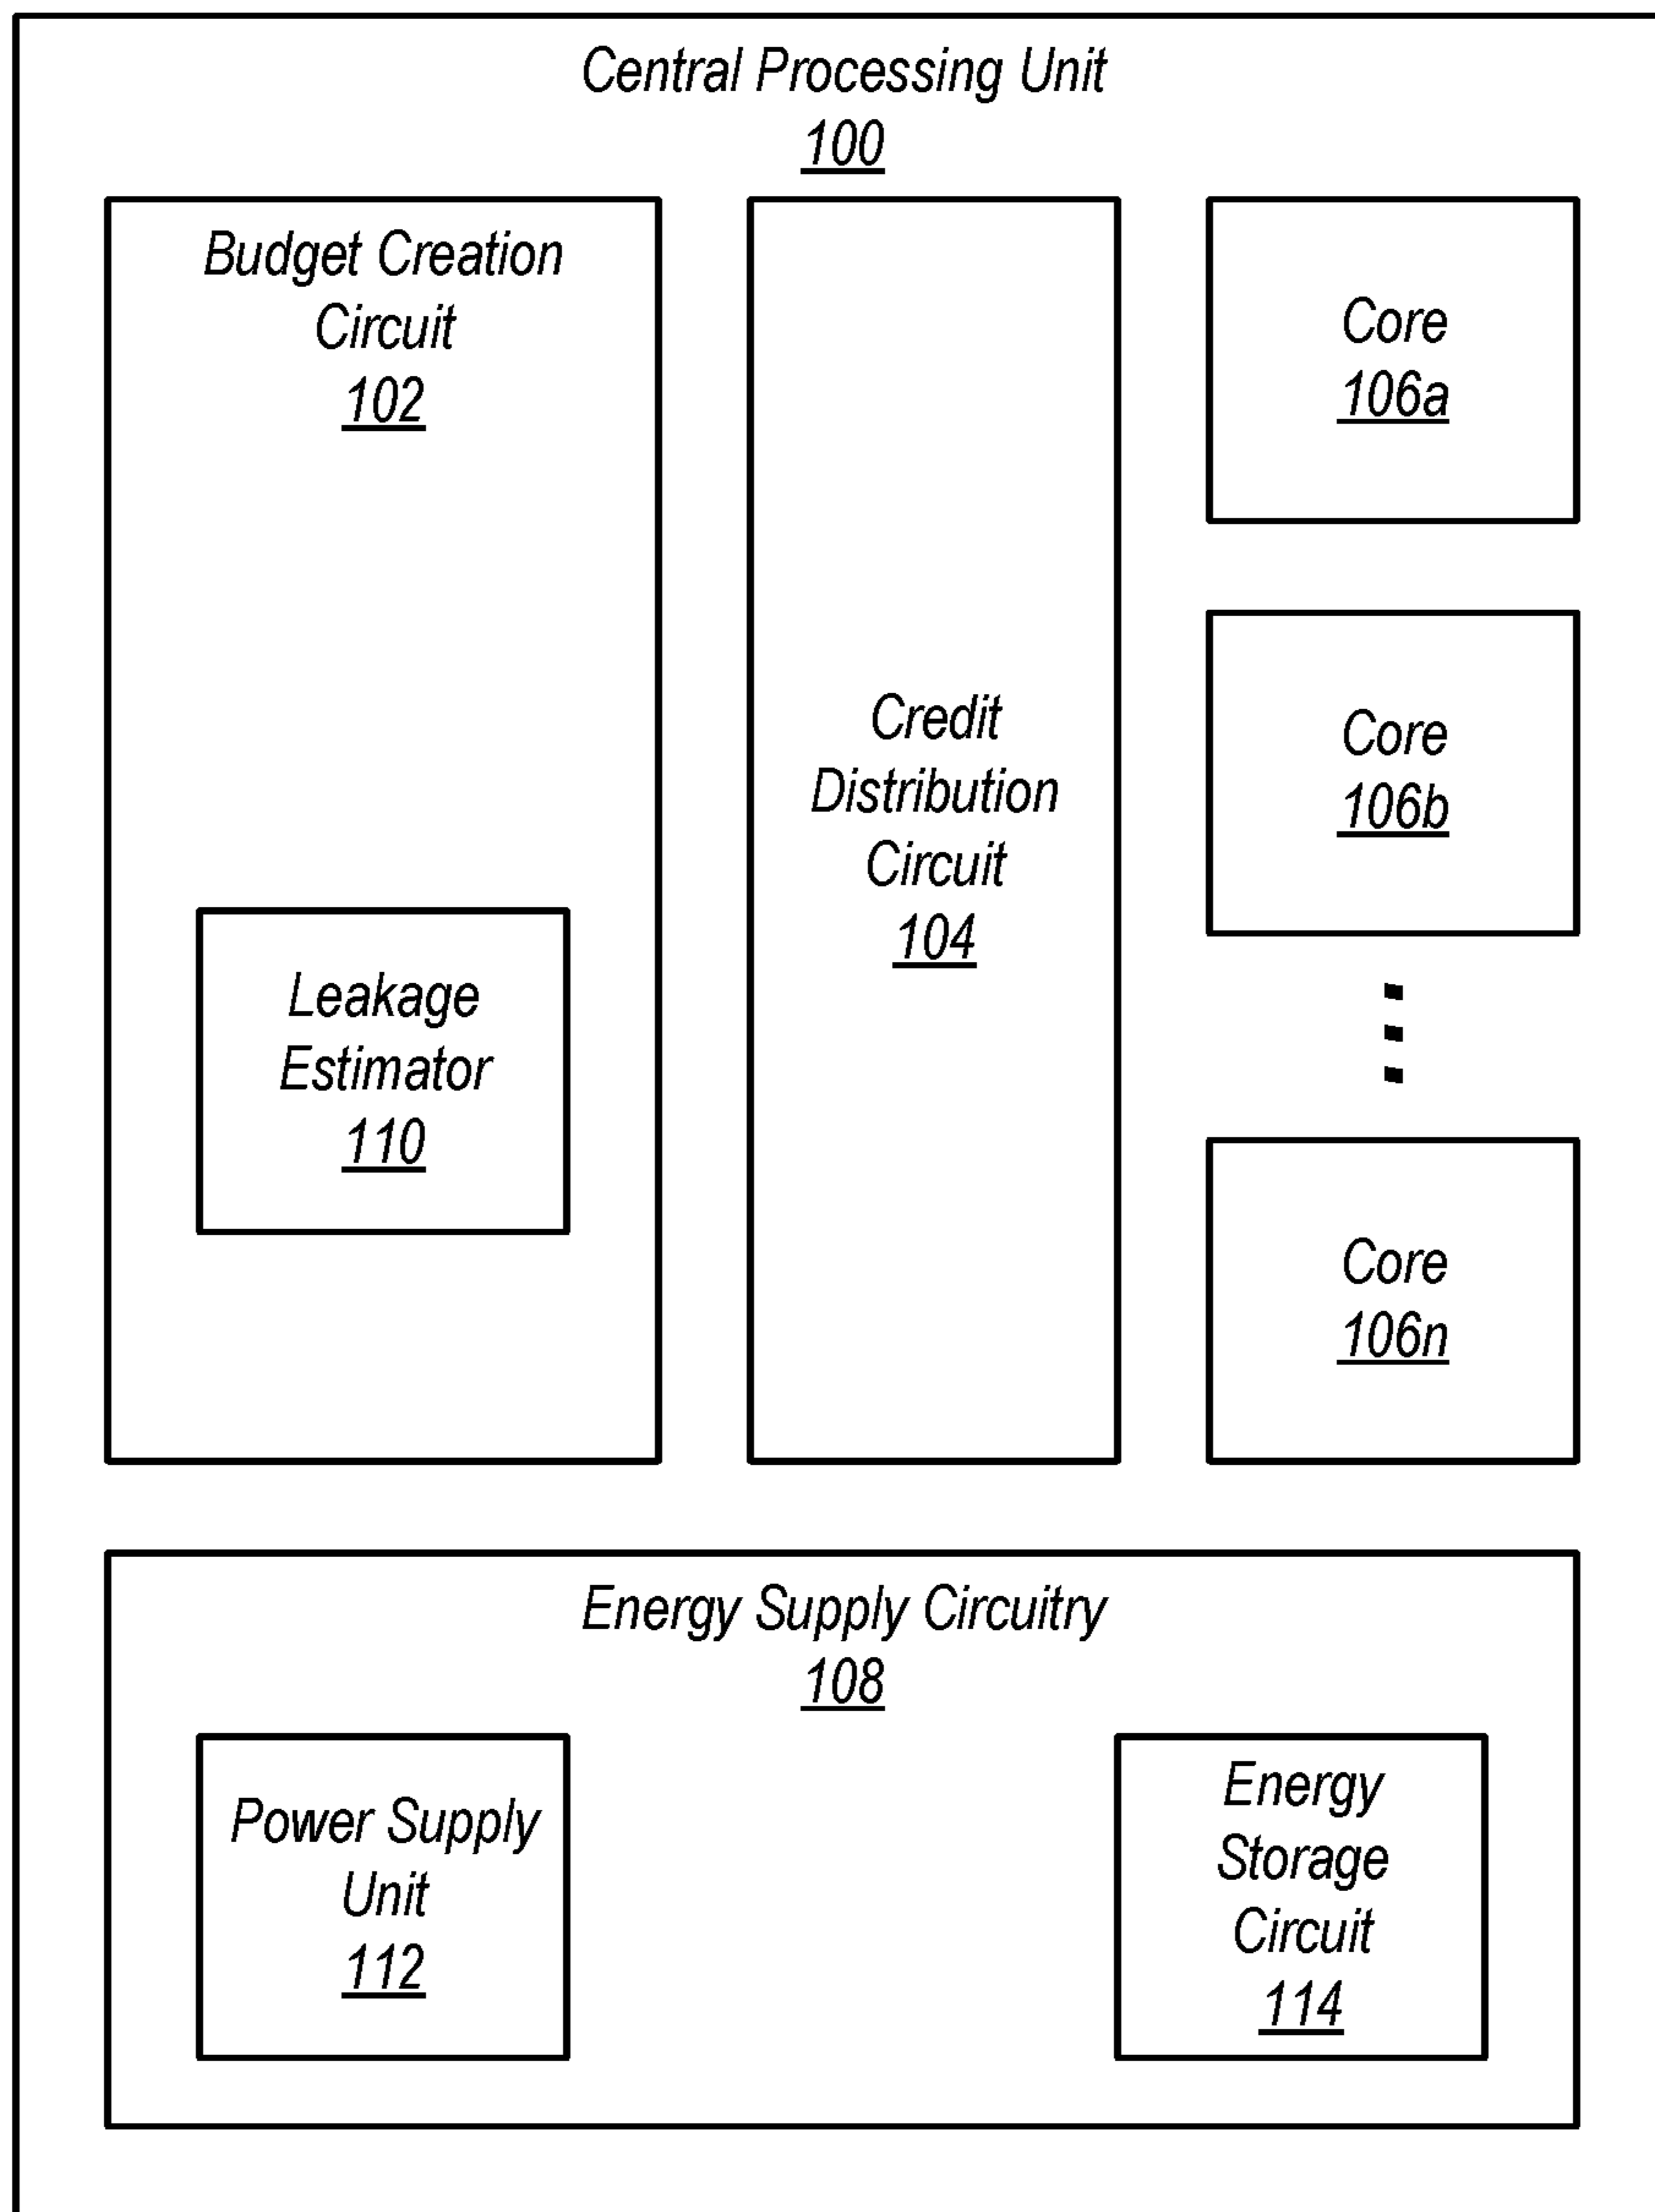 Central Processing Unit
100
Budget Creation
Circuit
102
Leakage
Estimator
110
Credit
Distribution
Circuit
104
Core
106a
Core
106b
Core
106n
Energy Supply Circuitry
108
Power Supply
Unit
112
Energy
Storage
Circuit
114